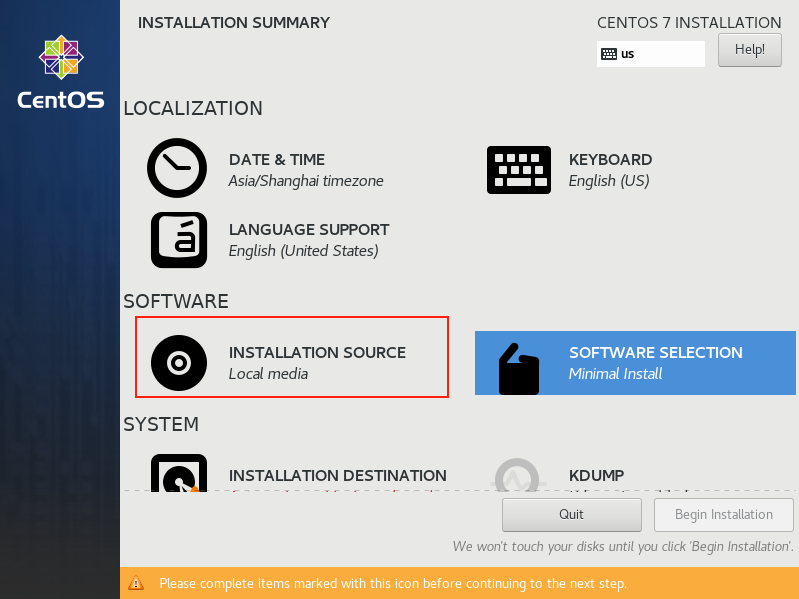 INSTALLATION SUMMARY
CENTOS 7 INSTALLATION
us
Help!
CentOS
LOCALIZATION
DATE & TIME
Asia/Shanghai timezone
KEYBOARD
English (US)
LANGUAGE SUPPORT
English (United States)
SOFTWARE
INSTALLATION SOURCE
Local media
SOFTWARE SELECTION
Minimal Install
SYSTEM
INSTALLATION DESTINATION
KDUMP
Quit
Begin Installation
We won't touch your disks until you click 'Begin Installation'.
Please complete items marked with this icon before continuing to the next step.